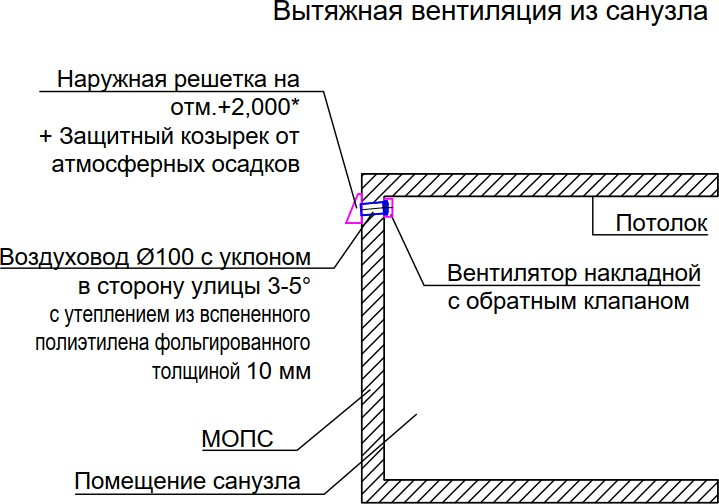 Вытяжная вентиляция из санузла
Наружная решетка на
отм.+2,000*
+ Защитный козырек от
атмосферных осадков
Потолок
Воздуховод Ø100 с уклоном
в сторону улицы 3-5°
с утеплением из вспененного
полиэтилена фольгированного
толщиной 10 мм
Вентилятор накладной
с обратным клапаном
МОПС
Помещение санузла